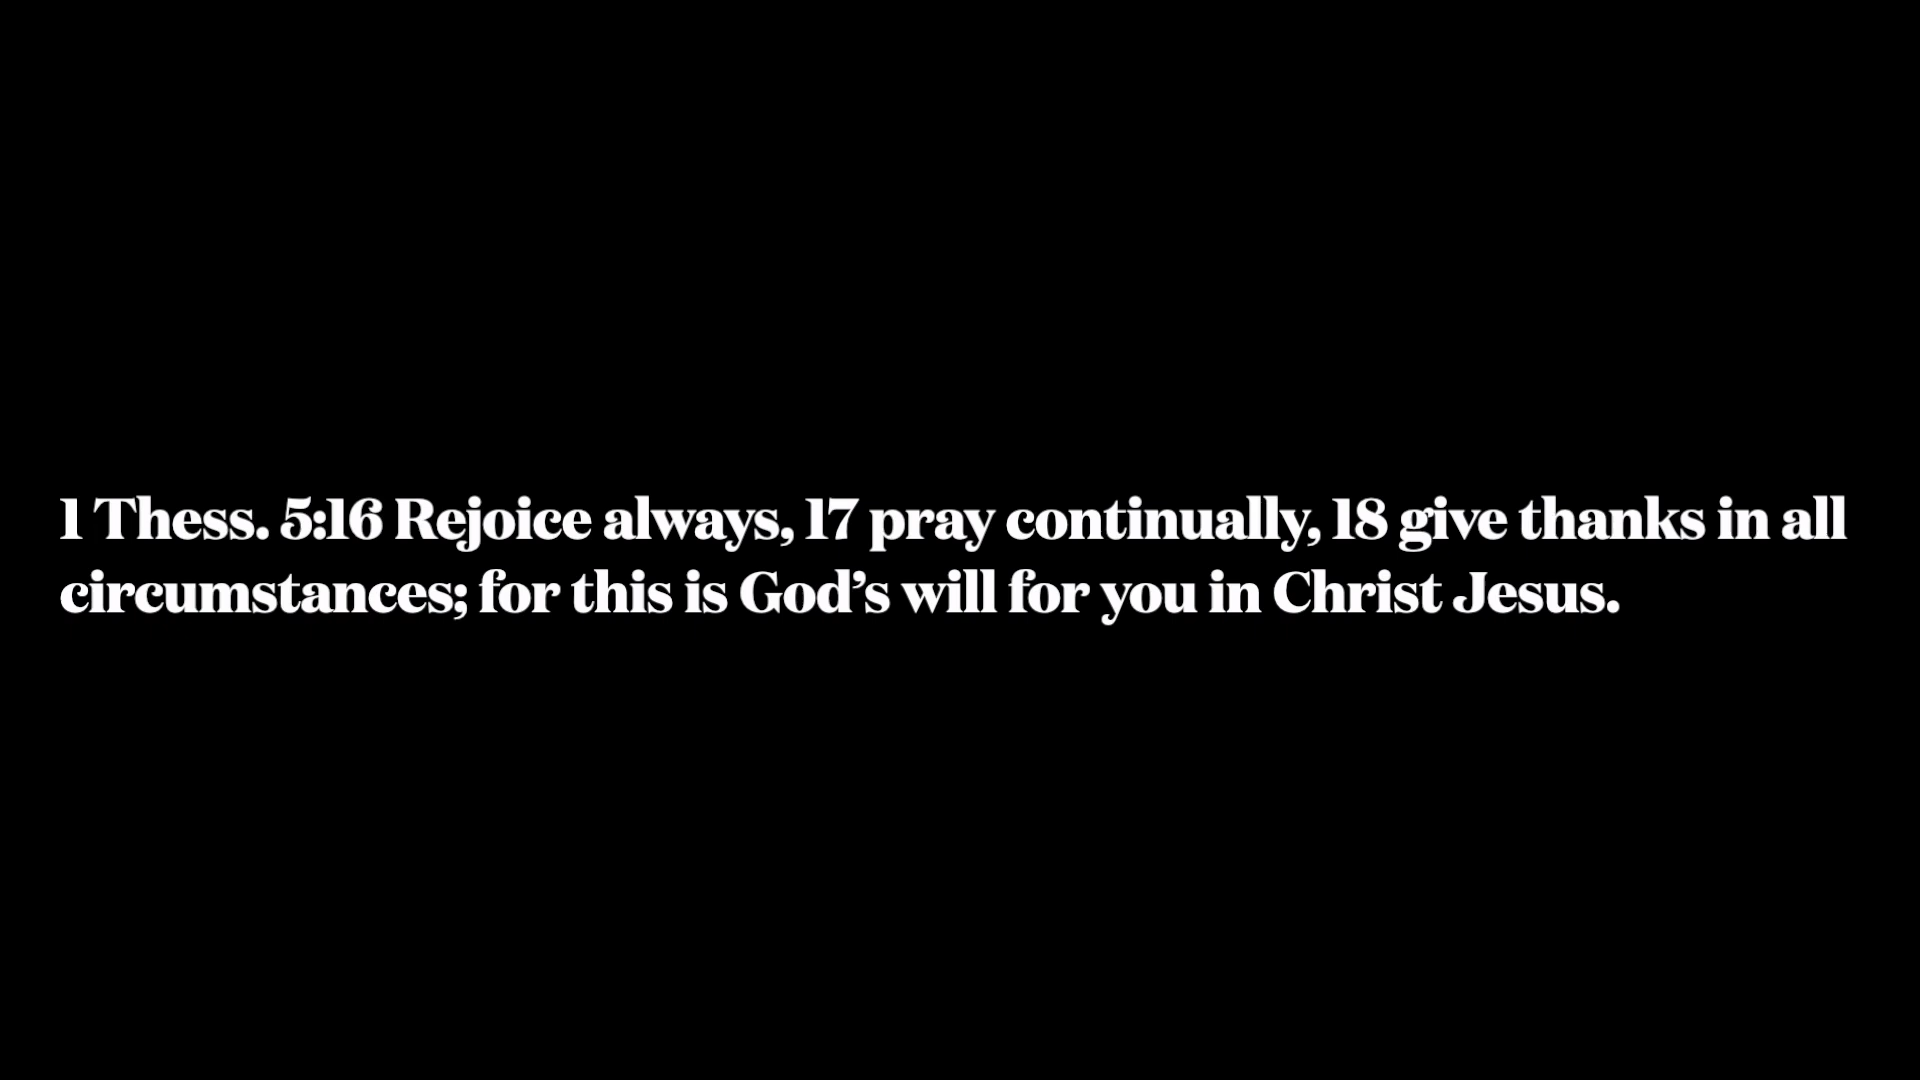 1 Thess. 5:16 Rejoice always, 17 pray continually, 18 give thanks in all
circumstances; for this is God’s will for you in Christ Jesus.